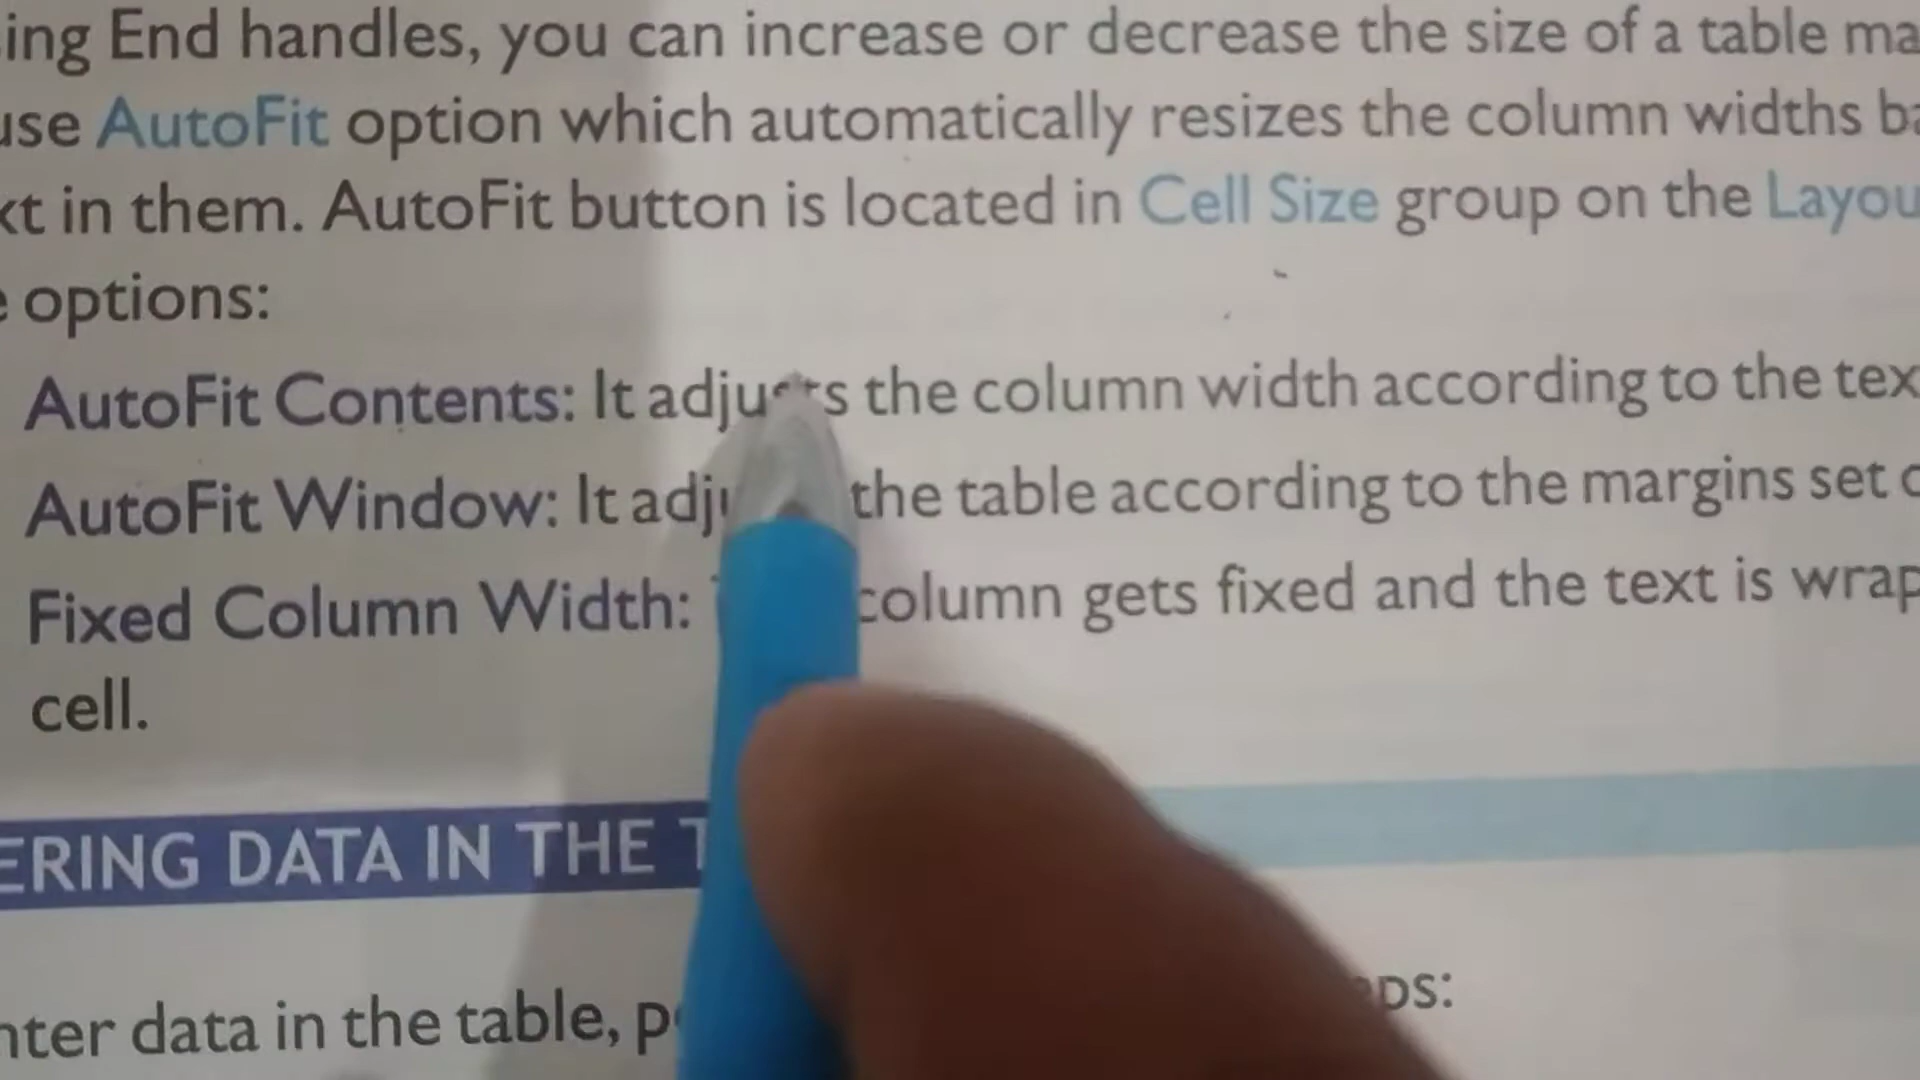 ing End handles, you can increase or decrease the size of a table ma
use AutoFit option which automatically resizes the column widths ba
xt in them. AutoFit button is located in Cell Size group on the Layou
e options:
AutoFit Contents: It adjusts the column width according to the tex
AutoFit Window: It adju the table according to the margins set o
Fixed Column Width: column gets fixed and the text is wrap
cell.
ERING DATA IN THE T
nter data in the table, p eps: